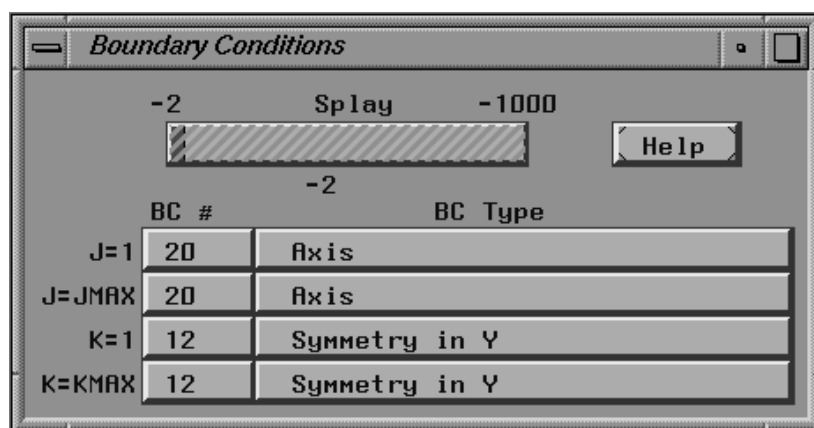 Boundary Conditions
-2 Splay -1000
Help
-2
BC # BC Type
J=1 20 Axis
J=JMAX 20 Axis
K=1 12 Symmetry in Y
K=KMAX 12 Symmetry in Y